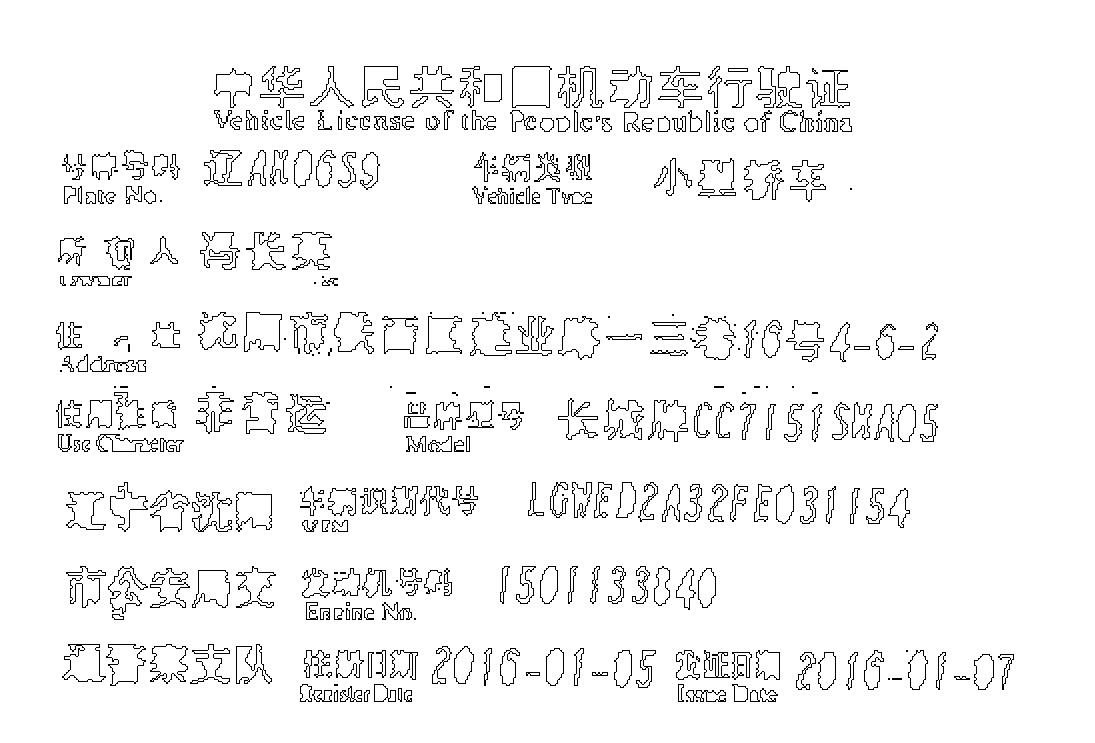 中华人民共和国机动车行驶证
Vehicle License of the People's Republic of China
号牌号码 辽AW06S9 车辆类型 小型轿车
Plate No. Vehicle Type
所有人 冯长英
Owner
住址 沈阳市 西区 业 一三 16号4-6-2
Address
使用性质 非营运 品牌型号 长城牌CC7151SMA05
Use Character Model
辽宁省沈阳 车辆识别代号 LGWED2A32FE031154
VIN
市公安局交 发动机号码 1501133840
Engine No.
通警察支队 注册日期 2016-01-05 发证日期 2016-01-07
Register Date Issue Date